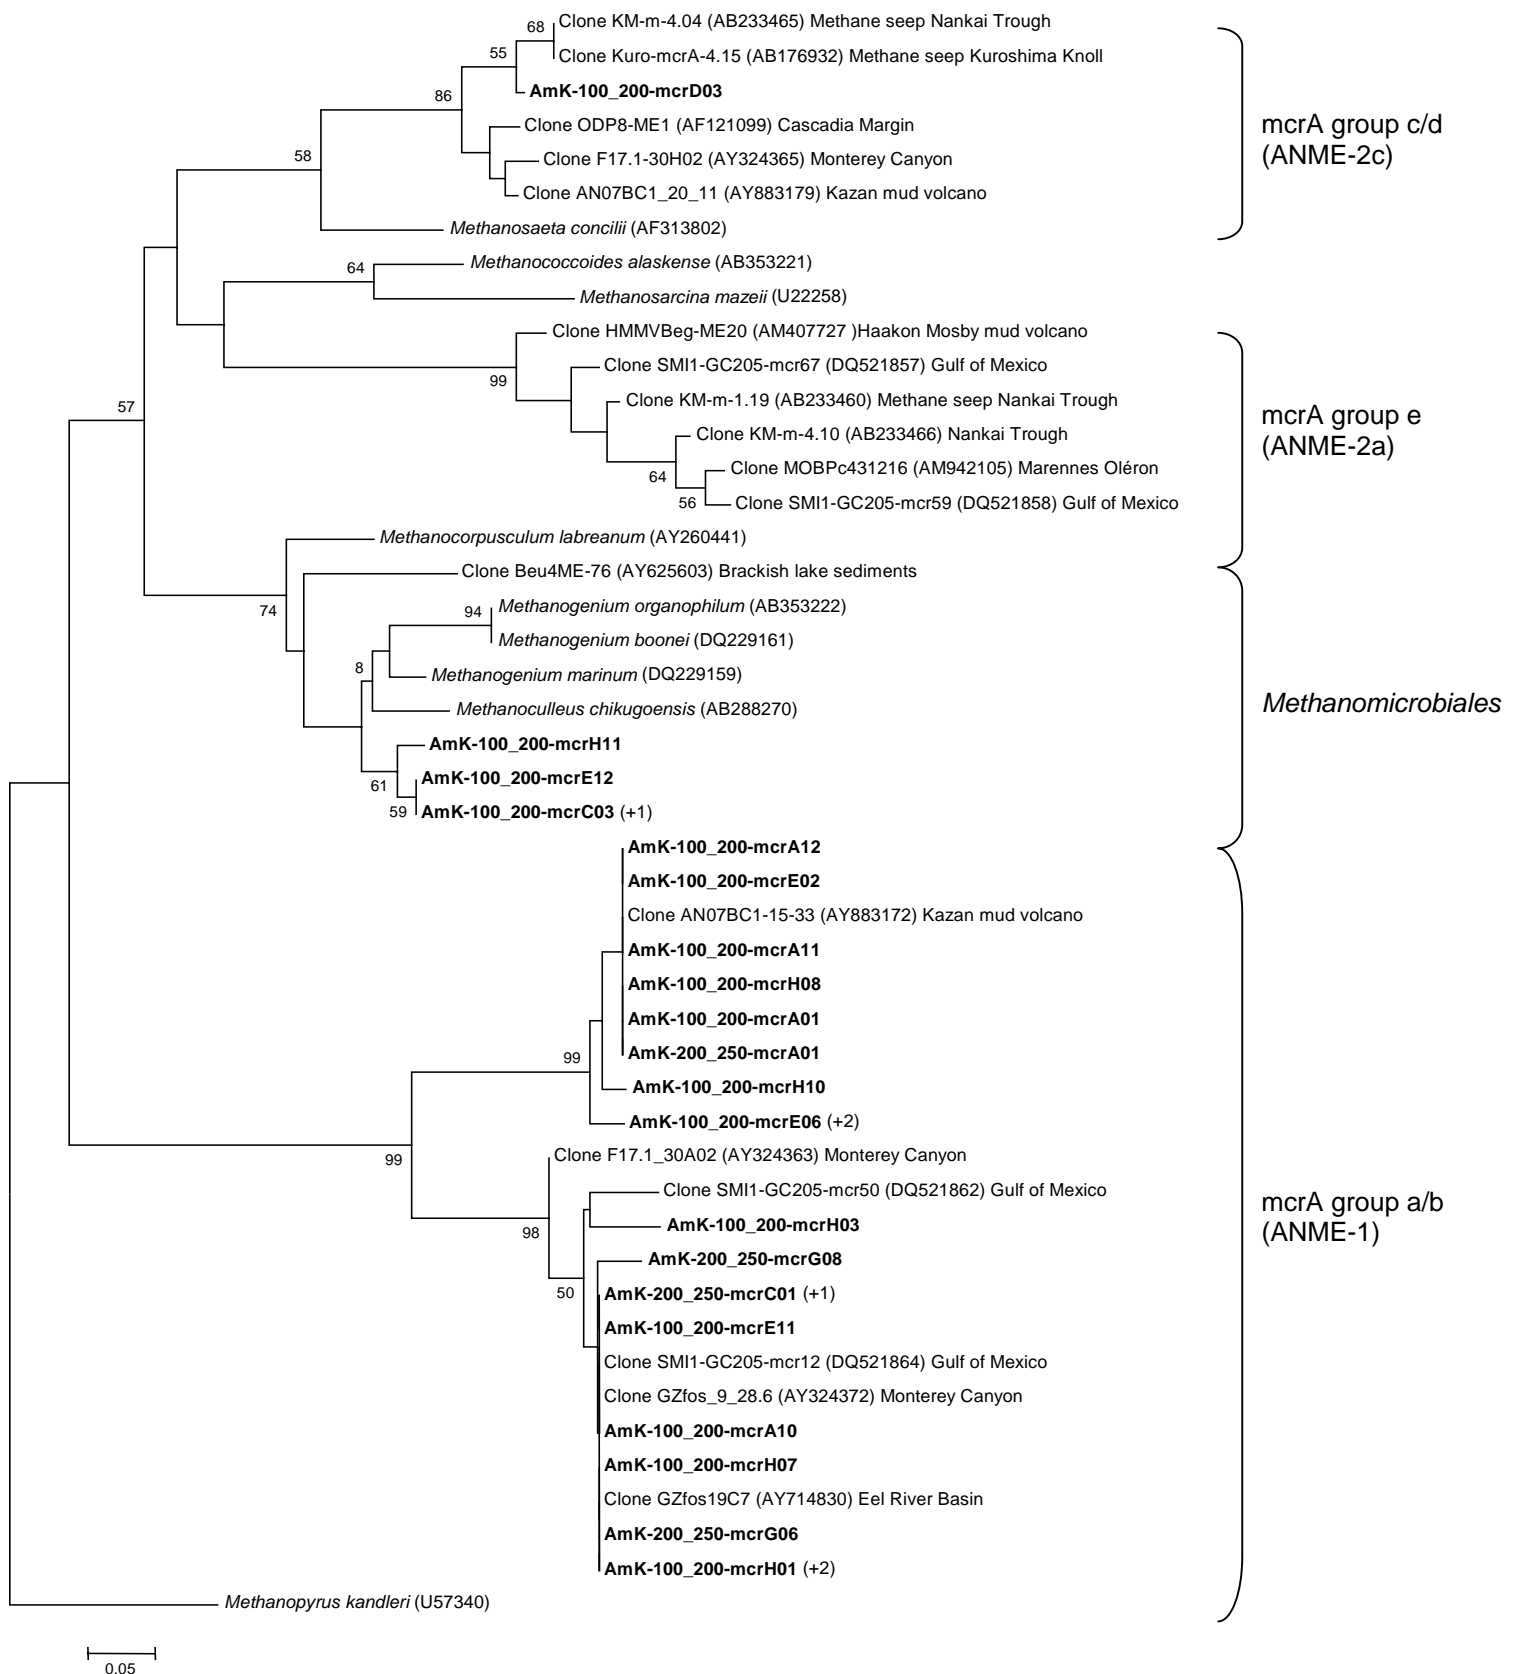 68
Clone KM-m-4.04 (AB233465) Methane seep Nankai Trough
55
Clone Kuro-mcrA-4.15 (AB176932) Methane seep Kuroshima Knoll
86
AmK-100_200-mcrD03
Clone ODP8-ME1 (AF121099) Cascadia Margin
58
Clone F17.1-30H02 (AY324365) Monterey Canyon
Clone AN07BC1_20_11 (AY883179) Kazan mud volcano
Methanosaeta concilii (AF313802)
mcrA group c/d
(ANME-2c)
64
Methanococcoides alaskense (AB353221)
Methanosarcina mazeii (U22258)
Clone HMMVBeg-ME20 (AM407727 )Haakon Mosby mud volcano
99
Clone SMI1-GC205-mcr67 (DQ521857) Gulf of Mexico
57
Clone KM-m-1.19 (AB233460) Methane seep Nankai Trough
Clone KM-m-4.10 (AB233466) Nankai Trough
64
Clone MOBPc431216 (AM942105) Marennes Oléron
56
Clone SMI1-GC205-mcr59 (DQ521858) Gulf of Mexico
mcrA group e
(ANME-2a)
Methanocorpusculum labreanum (AY260441)
74
Clone Beu4ME-76 (AY625603) Brackish lake sediments
94
Methanogenium organophilum (AB353222)
Methanogenium boonei (DQ229161)
8
Methanogenium marinum (DQ229159)
Methanoculleus chikugoensis (AB288270)
AmK-100_200-mcrH11
61
AmK-100_200-mcrE12
59
AmK-100_200-mcrC03 (+1)
Methanomicrobiales
AmK-100_200-mcrA12
AmK-100_200-mcrE02
Clone AN07BC1-15-33 (AY883172) Kazan mud volcano
AmK-100_200-mcrA11
AmK-100_200-mcrH08
AmK-100_200-mcrA01
99
AmK-200_250-mcrA01
AmK-100_200-mcrH10
AmK-100_200-mcrE06 (+2)
99
Clone F17.1_30A02 (AY324363) Monterey Canyon
Clone SMI1-GC205-mcr50 (DQ521862) Gulf of Mexico
98
AmK-100_200-mcrH03
AmK-200_250-mcrG08
50
AmK-200_250-mcrC01 (+1)
AmK-100_200-mcrE11
Clone SMI1-GC205-mcr12 (DQ521864) Gulf of Mexico
Clone GZfos_9_28.6 (AY324372) Monterey Canyon
AmK-100_200-mcrA10
AmK-100_200-mcrH07
Clone GZfos19C7 (AY714830) Eel River Basin
AmK-200_250-mcrG06
AmK-100_200-mcrH01 (+2)
mcrA group a/b
(ANME-1)
Methanopyrus kandleri (U57340)
0.05